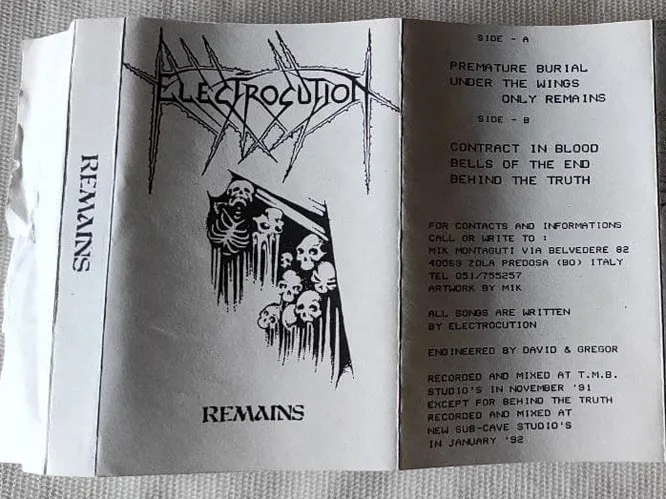 REMAINS
ELECTROCUTION
REMAINS
SIDE - A
PREMATURE BURIAL
UNDER THE WINGS
ONLY REMAINS
SIDE - B
CONTRACT IN BLOOD
BELLS OF THE END
BEHIND THE TRUTH
FOR CONTACTS AND INFORMATIONS
CALL OR WRITE TO :
MIK MONTAGUTI VIA BELVEDERE 82
40069 ZOLA PREDOSA (BO) ITALY
TEL 051/755257
ARTWORK BY MIK
ALL SONGS ARE WRITTEN
BY ELECTROCUTION
ENGINEERED BY DAVID & GREGOR
RECORDED AND MIXED AT T.M.B.
STUDIO'S IN NOVEMBER '91
EXCEPT FOR BEHIND THE TRUTH
RECORDED AND MIXED AT
NEW SUB-CAVE STUDIO'S
IN JANUARY '92